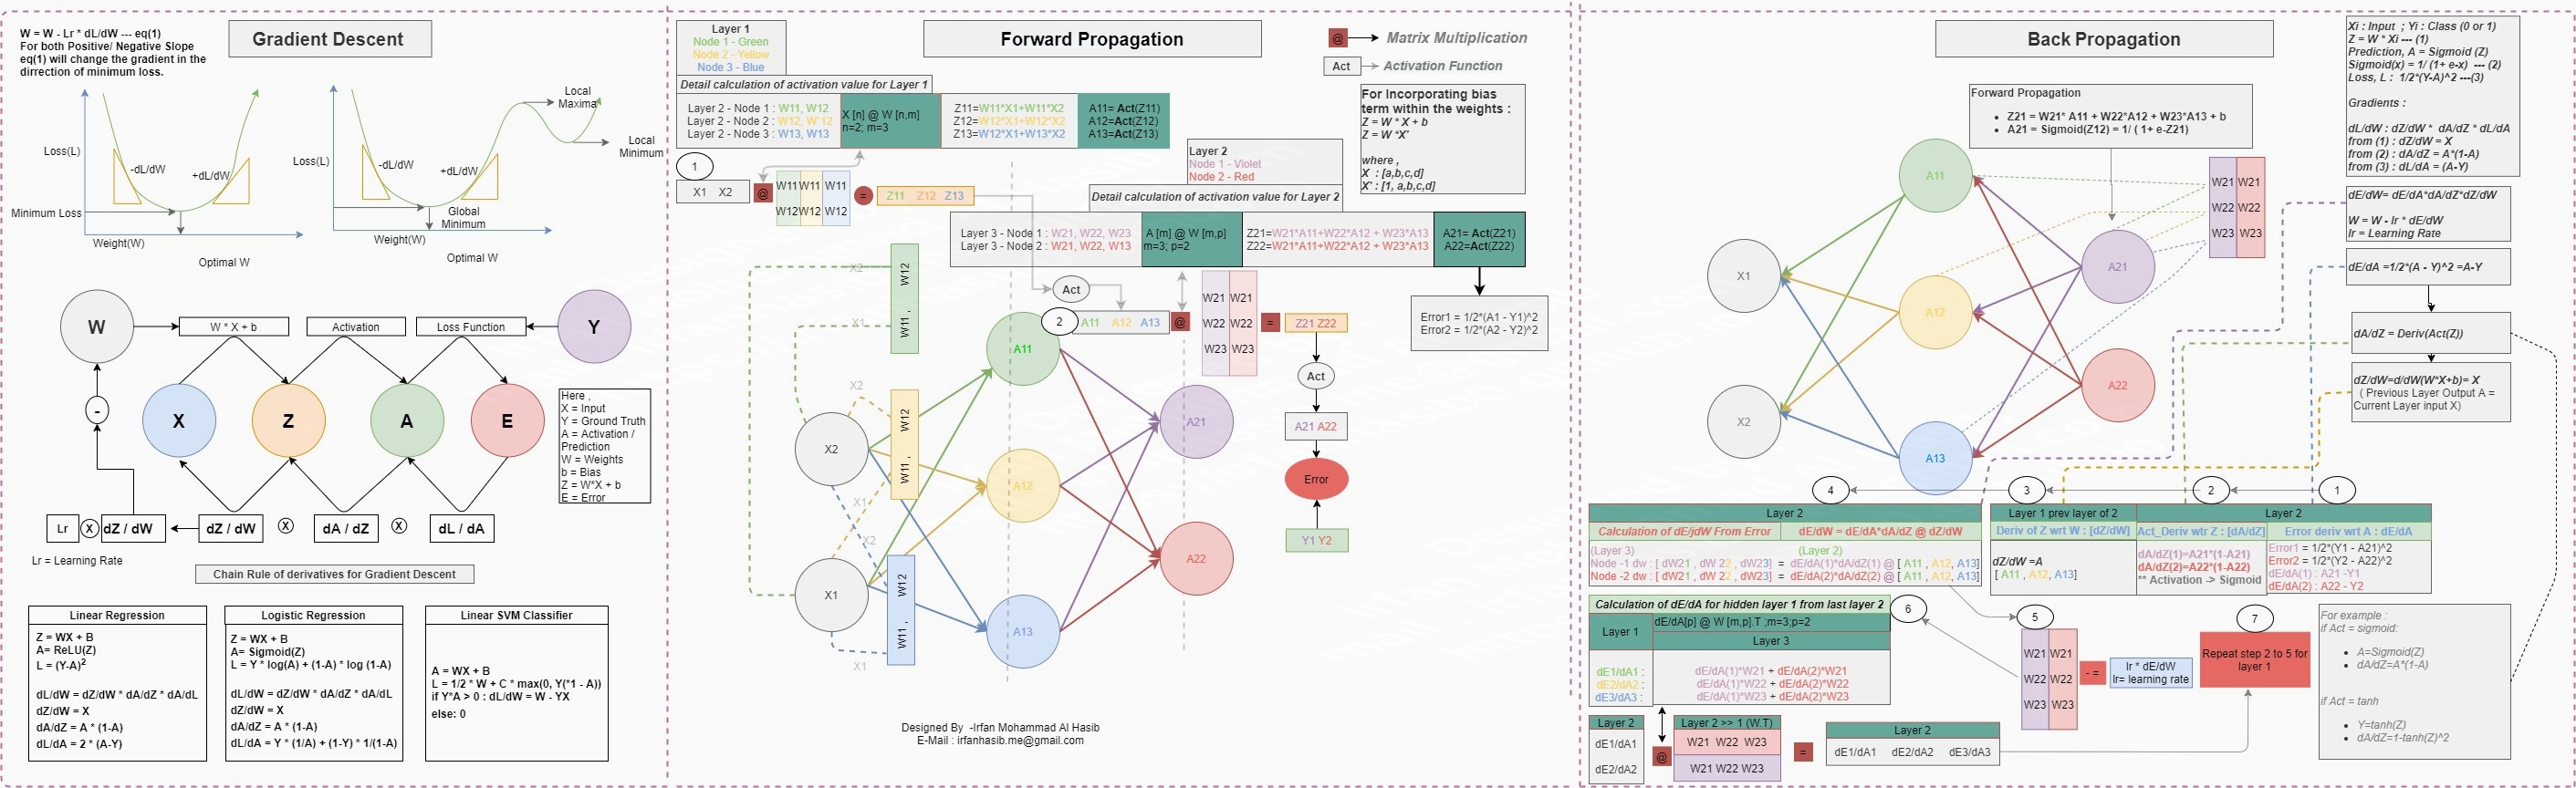 W = W - Lr * dL/dW --- eq(1)
For both Positive/ Negative Slope
eq(1) will change the gradient in the
dirrection of minimum loss.
Gradient Descent
Loss(L)
-dL/dW
+dL/dW
Minimum Loss
Weight(W)
Optimal W
Local
Maxima
Local
Minimum
Loss(L)
-dL/dW
+dL/dW
Global
Minimum
Weight(W)
Optimal W
W
W * X + b
Activation
Loss Function
Y
-
X
Z
A
E
Here ,
X = Input
Y = Ground Truth
A = Activation /
Prediction
W = Weights
b = Bias
Z = W*X + b
E = Error
Lr
X
dZ / dW
dZ / dW
X
dA / dZ
X
dL / dA
Lr = Learning Rate
Chain Rule of derivatives for Gradient Descent
Linear Regression
Z = WX + B
A= ReLU(Z)
L = (Y-A)2
dL/dW = dZ/dW * dA/dZ * dA/dL
dZ/dW = X
dA/dZ = A * (1-A)
dL/dA = 2 * (A-Y)
Logistic Regression
Z = WX + B
A= Sigmoid(Z)
L = Y * log(A) + (1-A) * log (1-A)
dL/dW = dZ/dW * dA/dZ * dA/dL
dZ/dW = X
dA/dZ = A * (1-A)
dL/dA = Y * (1/A) + (1-Y) * 1/(1-A)
Linear SVM Classifier
A = WX + B
L = 1/2 * W + C * max(0, Y(*1 - A))
if Y*A > 0 : dL/dW = W - YX
else: 0
Layer 1
Node 1 - Green
Node 2 - Yellow
Node 3 - Blue
Forward Propagation
@ Matrix Multiplication
Act Activation Function
Detail calculation of activation value for Layer 1
Layer 2 - Node 1 : W11, W12
Layer 2 - Node 2 : W12, W'12
Layer 2 - Node 3 : W13, W13
X [n] @ W [n,m]
n=2; m=3
Z11=W11*X1+W11*X2
Z12=W12*X1+W12*X2
Z13=W12*X1+W13*X2
A11= Act(Z11)
A12=Act(Z12)
A13=Act(Z13)
For Incorporating bias
term within the weights :
Z = W * X + b
Z = W *X'
where ,
X : [a,b,c,d]
X' : [1, a,b,c,d]
1
X1 X2
@
W11 W11 W11
W12 W12 W12
=
Z11 Z12 Z13
Layer 2
Node 1 - Violet
Node 2 - Red
Detail calculation of activation value for Layer 2
Layer 3 - Node 1 : W21, W22, W23
Layer 3 - Node 2 : W21, W22, W13
A [m] @ W [m,p]
m=3; p=2
Z21=W21*A11+W22*A12 + W23*A13
Z22=W21*A11+W22*A12 + W23*A13
A21= Act(Z21)
A22=Act(Z22)
Error1 = 1/2*(A1 - Y1)^2
Error2 = 1/2*(A2 - Y2)^2
Act
2
A11 A12 A13
@
W21 W21
W22 W22
W23 W23
=
Z21 Z22
Act
A21 A22
Error
Y1 Y2
X2
X1
W11 , W12
X2
X1
W11 , W12
X2
X1
W11 , W12
X2
X1
A11
A12
A13
A21
A22
Designed By -Irfan Mohammad Al Hasib
E-Mail : irfanhasib.me@gmail.com
Back Propagation
Forward Propagation
Z21 = W21* A11 + W22*A12 + W23*A13 + b
A21 = Sigmoid(Z12) = 1/ ( 1+ e-Z21)
Xi : Input ; Yi : Class (0 or 1)
Z = W * Xi --- (1)
Prediction, A = Sigmoid (Z)
Sigmoid(x) = 1/ (1+ e-x) --- (2)
Loss, L : 1/2*(Y-A)^2 ---(3)
Gradients :
dL/dW : dZ/dW * dA/dZ * dL/dA
from (1) : dZ/dW = X
from (2) : dA/dZ = A*(1-A)
from (3) : dL/dA = (A-Y)
dE/dW= dE/dA*dA/dZ*dZ/dW
W = W - lr * dE/dW
lr = Learning Rate
dE/dA =1/2*(A - Y)^2 =A-Y
dA/dZ = Deriv(Act(Z))
dZ/dW=d/dW(W*X+b)= X
( Previous Layer Output A =
Current Layer input X)
X1
X2
A11
A12
A13
A21
A22
W21 W21
W22 W22
W23 W23
4
3
2
1
Layer 2
Calculation of dE/jdW From Error
dE/dW = dE/dA*dA/dZ @ dZ/dW
(Layer 3)
(Layer 2)
Node -1 dw : [ dW21 , dW 22 , dW23] = dE/dA(1)*dA/dZ(1) @ [ A11 , A12, A13]
Node -2 dw : [ dW21 , dW 22 , dW23] = dE/dA(2)*dA/dZ(2) @ [ A11 , A12, A13]
Layer 1 prev layer of 2
Deriv of Z wrt W : [dZ/dW]
dZ/dW =A
[ A11 , A12, A13]
Layer 2
Act_Deriv wtr Z : [dA/dZ]
dA/dZ(1)=A21*(1-A21)
dA/dZ(2)=A22*(1-A22)
** Activation -> Sigmoid
Error deriv wrt A : dE/dA
Error1 = 1/2*(Y1 - A21)^2
Error2 = 1/2*(Y2 - A22)^2
dE/dA(1) : A21 -Y1
dE/dA(2) : A22 - Y2
Calculation of dE/dA for hidden layer 1 from last layer 2
Layer 1
dE/dA[p] @ W [m,p].T ;m=3;p=2
Layer 3
dE1/dA1 :
dE2/dA2 :
dE3/dA3 :
dE/dA(1)*W21 + dE/dA(2)*W21
dE/dA(1)*W22 + dE/dA(2)*W22
dE/dA(1)*W23 + dE/dA(2)*W23
6
5
W21 W21
W22 W22
W23 W23
- =
lr * dE/dW
lr= learning rate
7
Repeat step 2 to 5 for
layer 1
For example :
if Act = sigmoid:
A=Sigmoid(Z)
dA/dZ=A*(1-A)
if Act = tanh
Y=tanh(Z)
dA/dZ=1-tanh(Z)^2
Layer 2
dE1/dA1
dE2/dA2
@
Layer 2 >> 1 (W.T)
W21 W22 W23
W21 W22 W23
=
Layer 2
dE1/dA1 dE2/dA2 dE3/dA3